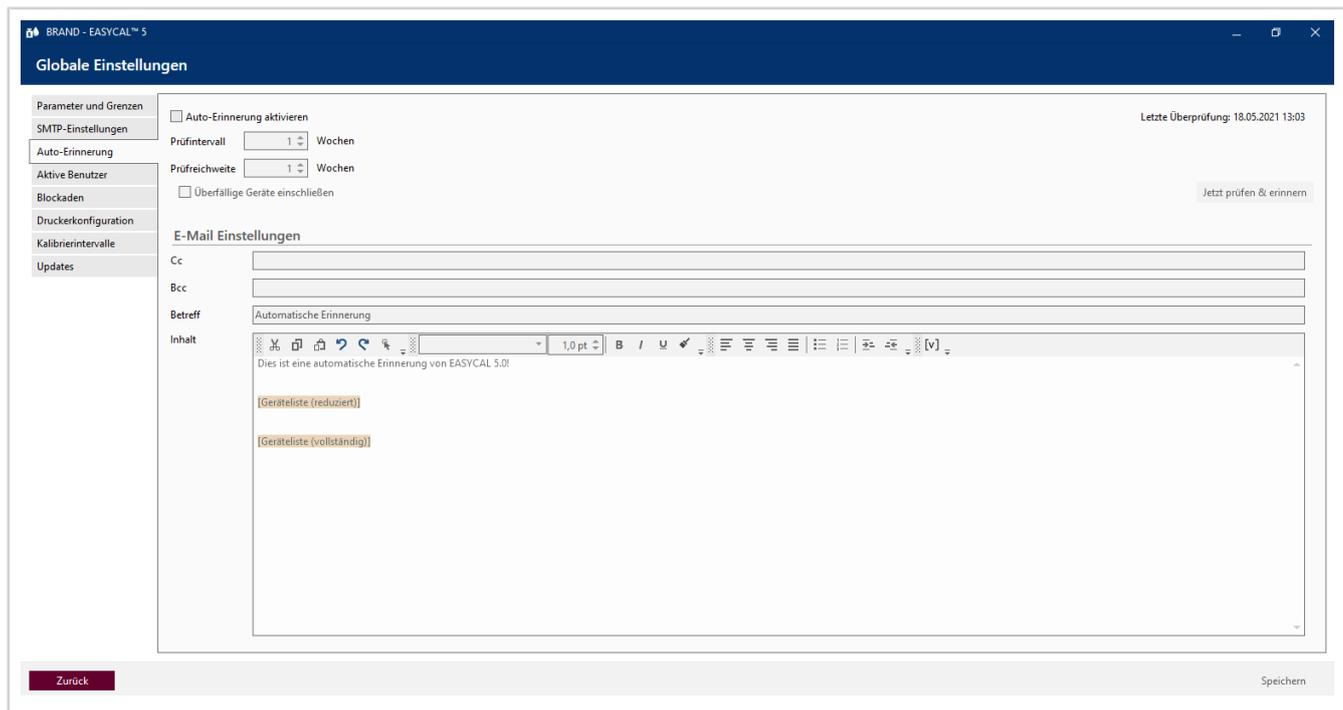 BRAND - EASYCAL™ 5
Globale Einstellungen
Parameter und Grenzen
SMTP-Einstellungen
Auto-Erinnerung
Aktive Benutzer
Blockaden
Druckerkonfiguration
Kalibrierintervalle
Updates
Auto-Erinnerung aktivieren
Letzte Überprüfung: 18.05.2021 13:03
Prüfintervall 1 Wochen
Prüfreichweite 1 Wochen
Überfällige Geräte einschließen
Jetzt prüfen & erinnern
E-Mail Einstellungen
Cc
Bcc
Betreff Automatische Erinnerung
Inhalt
1,0 pt B I U [v]
Dies ist eine automatische Erinnerung von EASYCAL 5.0!
[Geräteliste (reduziert)]
[Geräteliste (vollständig)]
Zurück
Speichern